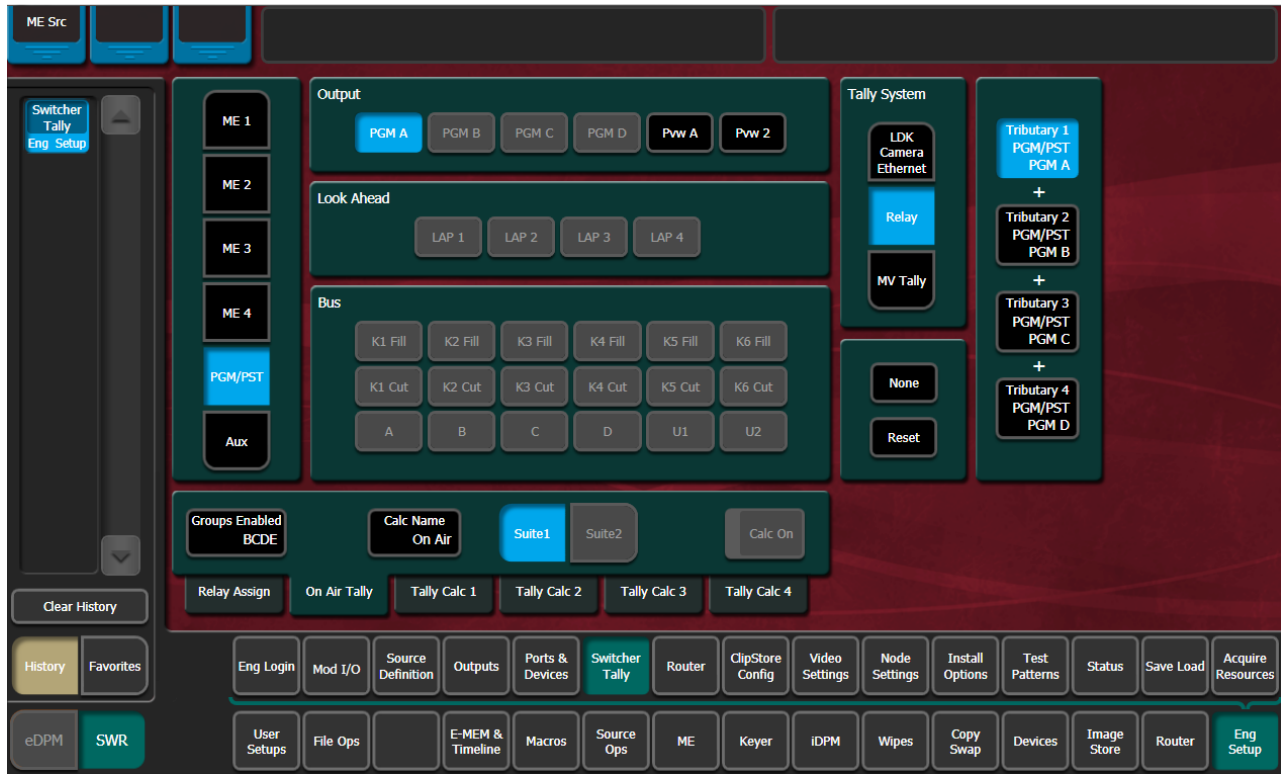 ME Src
Switcher
Tally
Eng Setup
Clear History
History
Favorites
eDPM
SWR
ME 1
ME 2
ME 3
ME 4
PGM/PST
Aux
Output
PGM A
PGM B
PGM C
PGM D
Pvw A
Pvw 2
Look Ahead
LAP 1
LAP 2
LAP 3
LAP 4
Bus
K1 Fill
K2 Fill
K3 Fill
K4 Fill
K5 Fill
K6 Fill
K1 Cut
K2 Cut
K3 Cut
K4 Cut
K5 Cut
K6 Cut
A
B
C
D
U1
U2
Tally System
LDK
Camera
Ethernet
Relay
MV Tally
None
Reset
Tributary 1
PGM/PST
PGM A
+
Tributary 2
PGM/PST
PGM B
+
Tributary 3
PGM/PST
PGM C
+
Tributary 4
PGM/PST
PGM D
Groups Enabled
BCDE
Calc Name
On Air
Suite1
Suite2
Calc On
Relay Assign
On Air Tally
Tally Calc 1
Tally Calc 2
Tally Calc 3
Tally Calc 4
Eng Login
Mod I/O
Source
Definition
Outputs
Ports &
Devices
Switcher
Tally
Router
ClipStore
Config
Video
Settings
Node
Settings
Install
Options
Test
Patterns
Status
Save Load
Acquire
Resources
User
Setups
File Ops
E-MEM &
Timeline
Macros
Source
Ops
ME
Keyer
iDPM
Wipes
Copy
Swap
Devices
Image
Store
Router
Eng
Setup